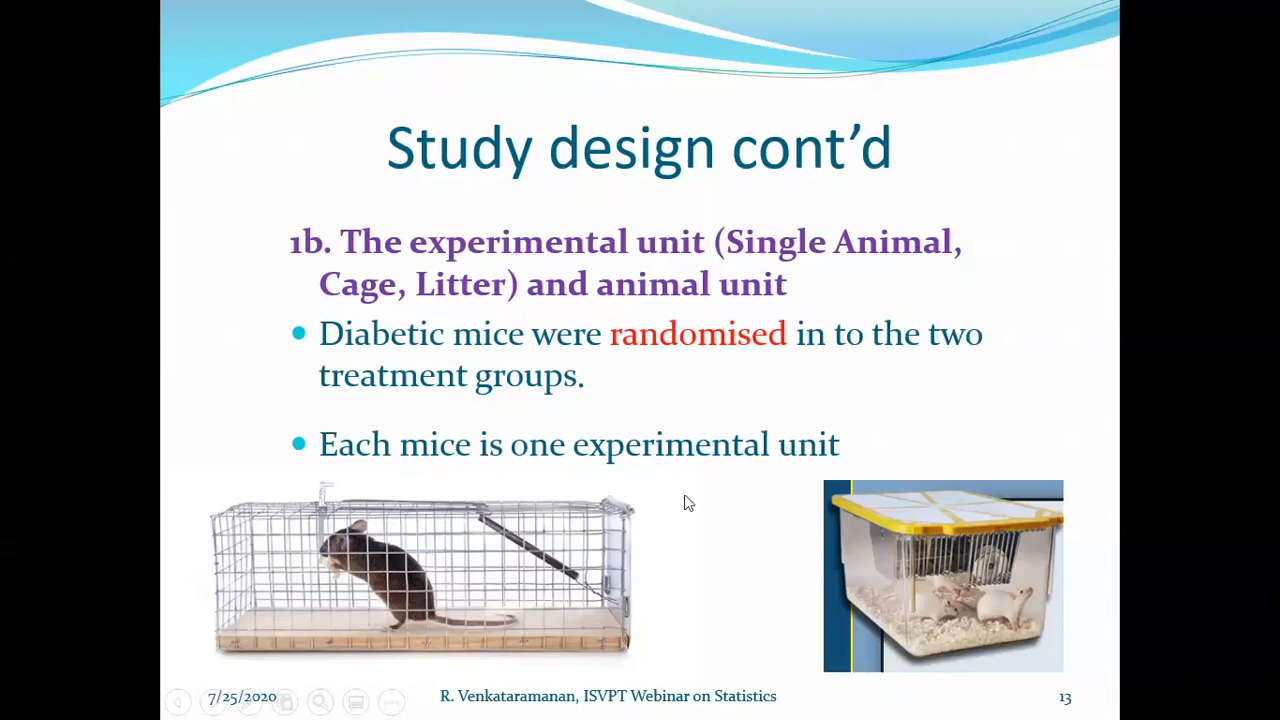 Study design cont’d
1b. The experimental unit (Single Animal,
Cage, Litter) and animal unit
Diabetic mice were randomised in to the two
treatment groups.
Each mice is one experimental unit
7/25/2020
R. Venkataramanan, ISVPT Webinar on Statistics
13